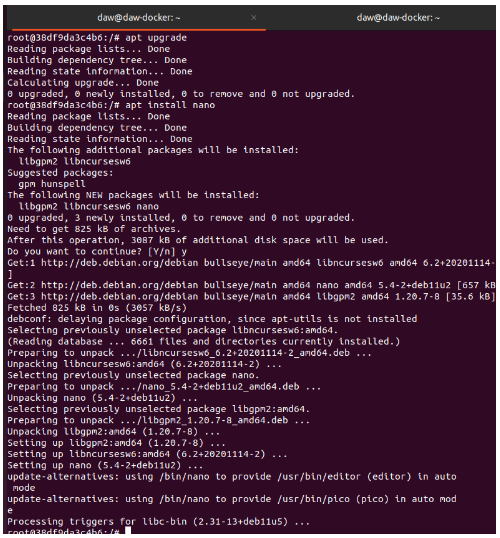 daw@daw-docker: ~ × daw@daw-docker: ~
root@38df9da3c4b6:/# apt upgrade
Reading package lists... Done
Building dependency tree... Done
Reading state information... Done
Calculating upgrade... Done
0 upgraded, 0 newly installed, 0 to remove and 0 not upgraded.
root@38df9da3c4b6:/# apt install nano
Reading package lists... Done
Building dependency tree... Done
Reading state information... Done
The following additional packages will be installed:
  libgpm2 libncursesw6
Suggested packages:
  gpm hunspell
The following NEW packages will be installed:
  libgpm2 libncursesw6 nano
0 upgraded, 3 newly installed, 0 to remove and 0 not upgraded.
Need to get 825 kB of archives.
After this operation, 3087 kB of additional disk space will be used.
Do you want to continue? [Y/n] y
Get:1 http://deb.debian.org/debian bullseye/main amd64 libncursesw6 amd64 6.2+20201114-
]
Get:2 http://deb.debian.org/debian bullseye/main amd64 nano amd64 5.4-2+deb11u2 [657 kB
Get:3 http://deb.debian.org/debian bullseye/main amd64 libgpm2 amd64 1.20.7-8 [35.6 kB]
Fetched 825 kB in 0s (3057 kB/s)
debconf: delaying package configuration, since apt-utils is not installed
Selecting previously unselected package libncursesw6:amd64.
(Reading database ... 6661 files and directories currently installed.)
Preparing to unpack .../libncursesw6_6.2+20201114-2_amd64.deb ...
Unpacking libncursesw6:amd64 (6.2+20201114-2) ...
Selecting previously unselected package nano.
Preparing to unpack .../nano_5.4-2+deb11u2_amd64.deb ...
Unpacking nano (5.4-2+deb11u2) ...
Selecting previously unselected package libgpm2:amd64.
Preparing to unpack .../libgpm2_1.20.7-8_amd64.deb ...
Unpacking libgpm2:amd64 (1.20.7-8) ...
Setting up libgpm2:amd64 (1.20.7-8) ...
Setting up libncursesw6:amd64 (6.2+20201114-2) ...
Setting up nano (5.4-2+deb11u2) ...
update-alternatives: using /bin/nano to provide /usr/bin/editor (editor) in auto
 mode
update-alternatives: using /bin/nano to provide /usr/bin/pico (pico) in auto mod
e
Processing triggers for libc-bin (2.31-13+deb11u5) ...
root@38df9da3c4b6:/#